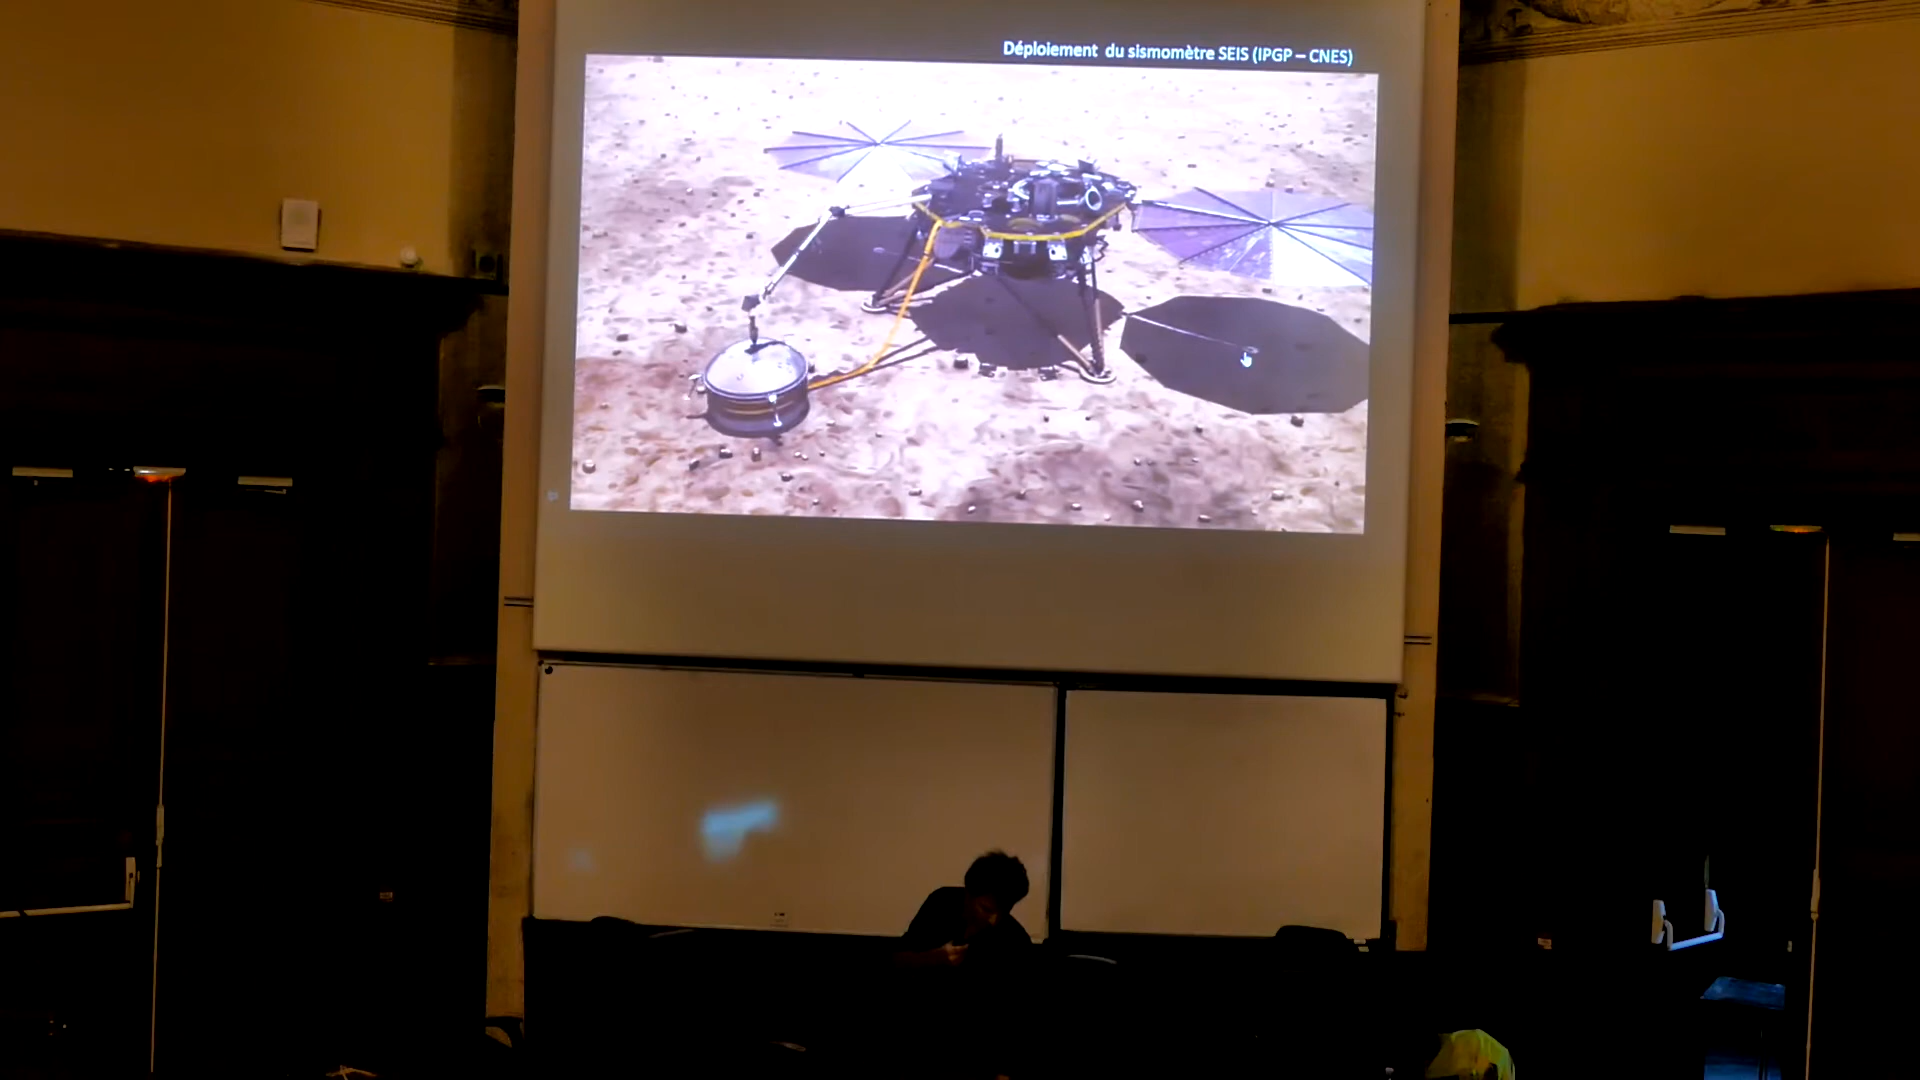 Déploiement du sismomètre SEIS (IPGP – CNES)